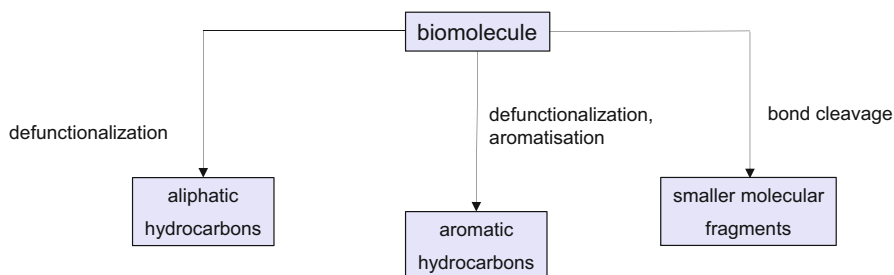 biomolecule
defunctionalization
defunctionalization,
aromatisation
bond cleavage
aliphatic
hydrocarbons
aromatic
hydrocarbons
smaller molecular
fragments